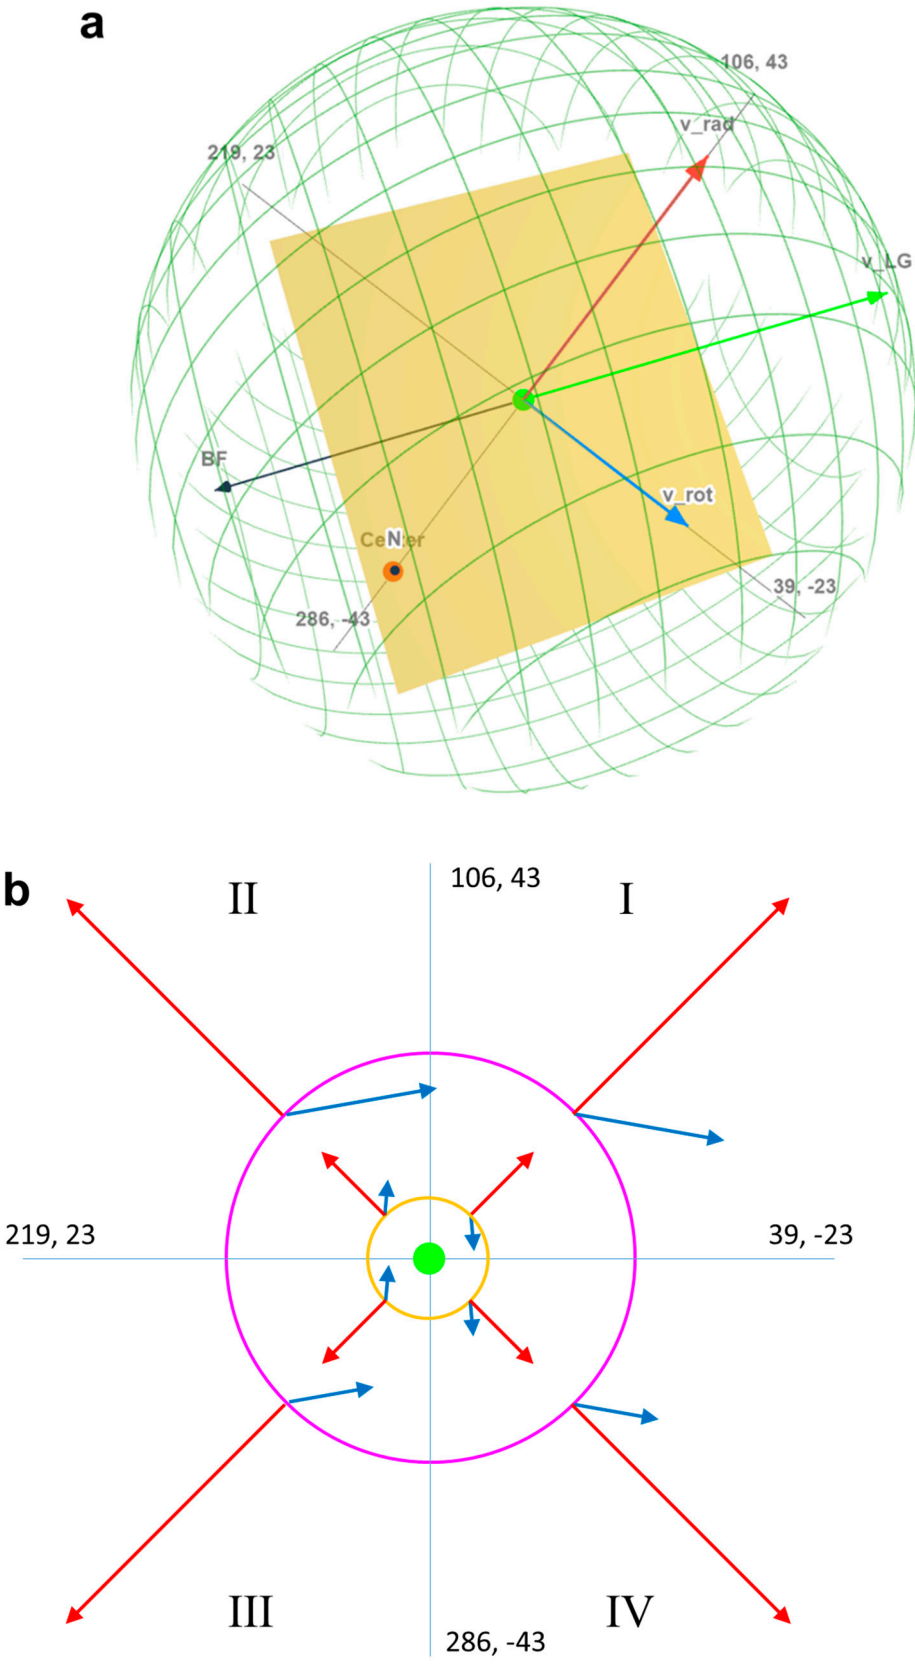 a
106, 43
v_rad
219, 23
v_LG
BF
v_rot
Center
N
39, -23
286, -43
b
106, 43
II
I
219, 23
39, -23
III
IV
286, -43